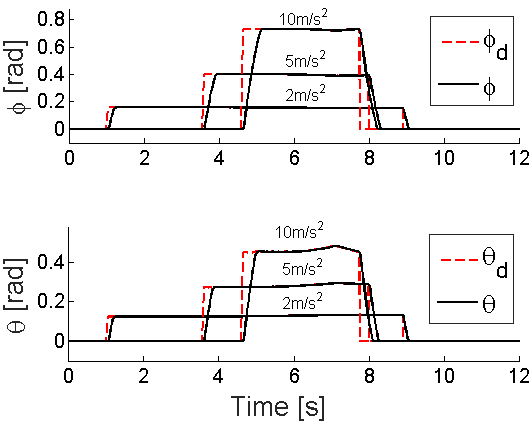 0.8
0.6
0.4
0.2
0
ϕ [rad]
10m/s²
5m/s²
2m/s²
ϕd
ϕ
0 2 4 6 8 10 12
0.4
0.2
0
θ [rad]
10m/s²
5m/s²
2m/s²
θd
θ
0 2 4 6 8 10 12
Time [s]